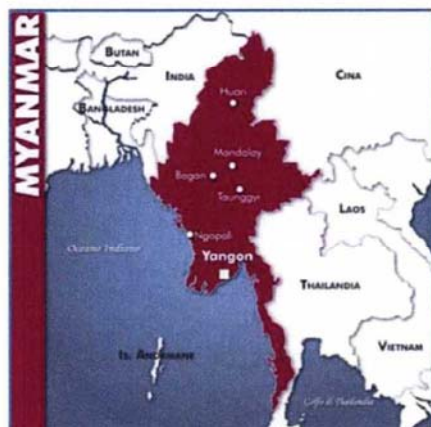 MYANMAR
BUTAN
INDIA
CINA
Huari
BANGLADESH
Mandalay
Bagan
Taunggyi
LAOS
Ngapali
Oceano Indiano
Yangon
THAILANDIA
IS. ANDAMANE
VIETNAM
Golfo di Thailandia